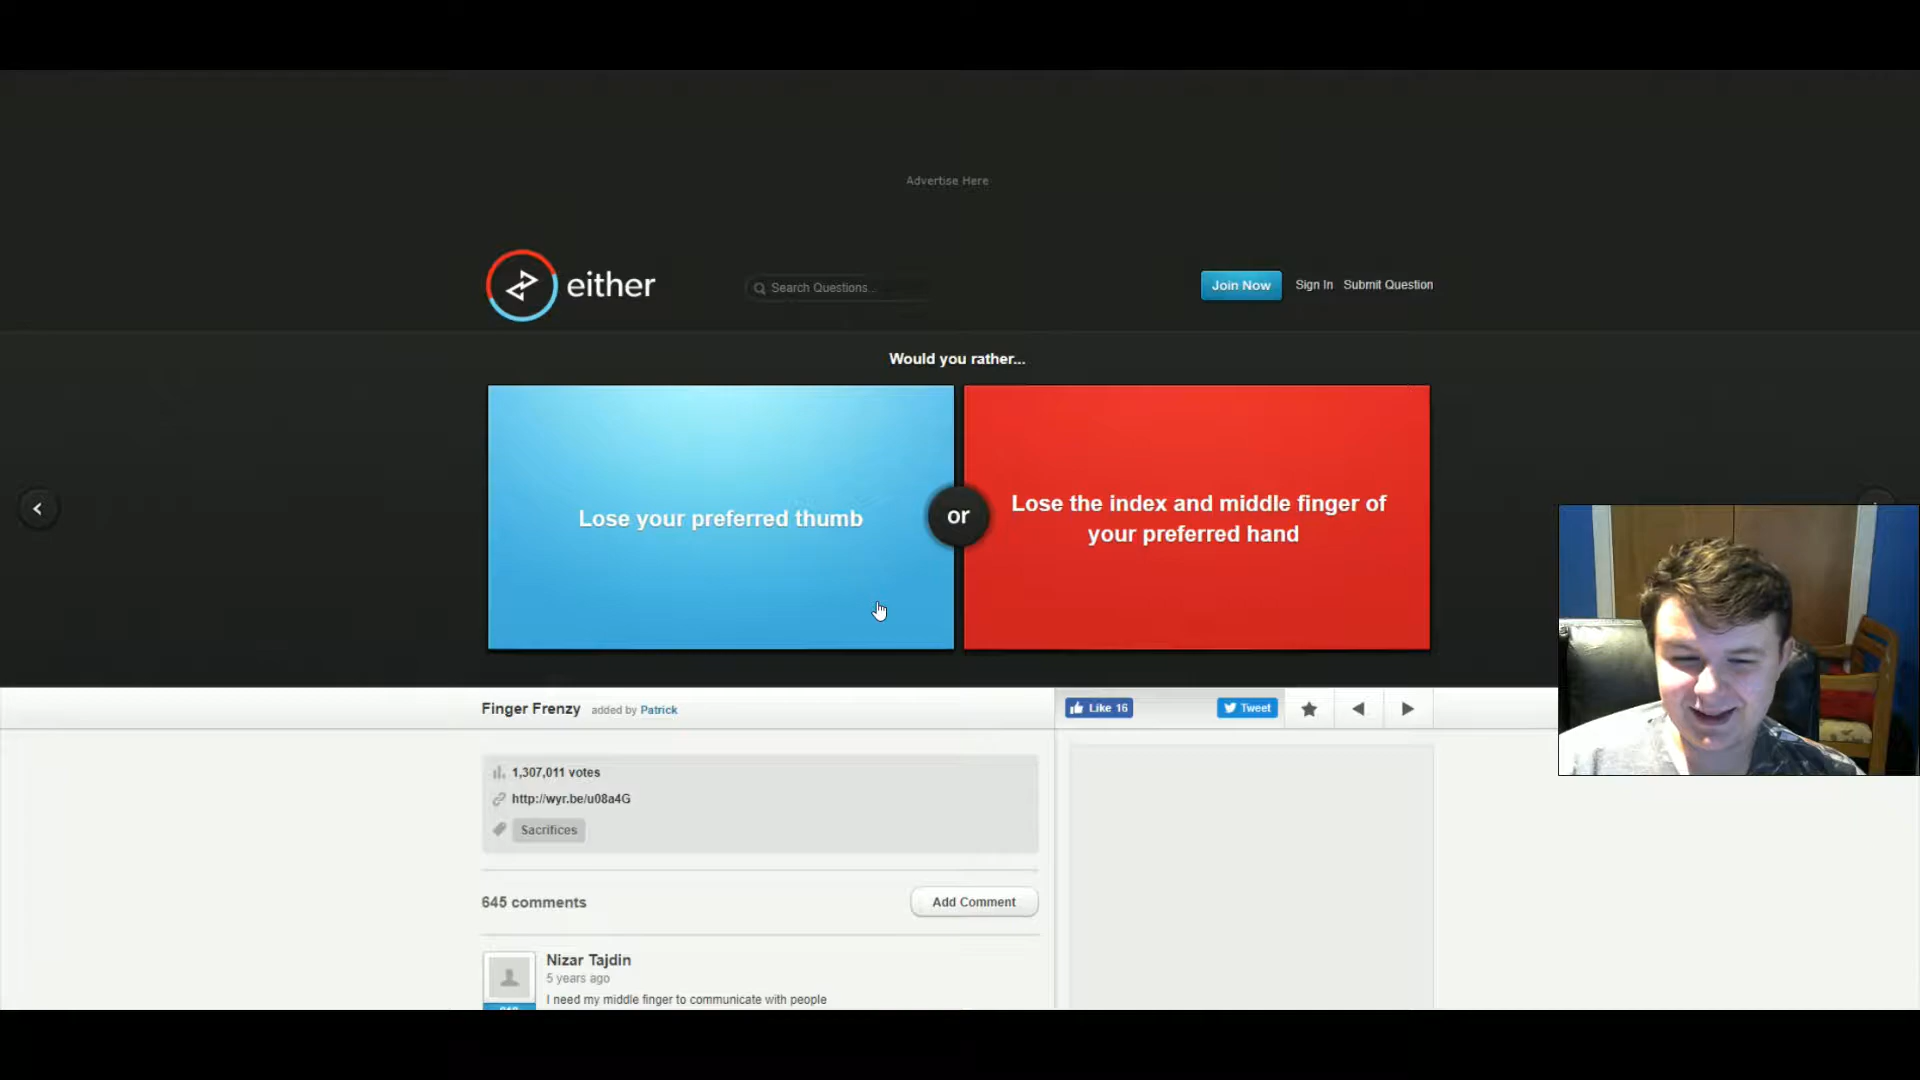 Advertise Here
either
Search Questions...
Join Now
Sign In
Submit Question
Would you rather...
Lose your preferred thumb
or
Lose the index and middle finger of
your preferred hand
Finger Frenzy added by Patrick
Like 16
Tweet
1,307,011 votes
http://wyr.be/u08a4G
Sacrifices
645 comments
Add Comment
Nizar Tajdin
5 years ago
I need my middle finger to communicate with people